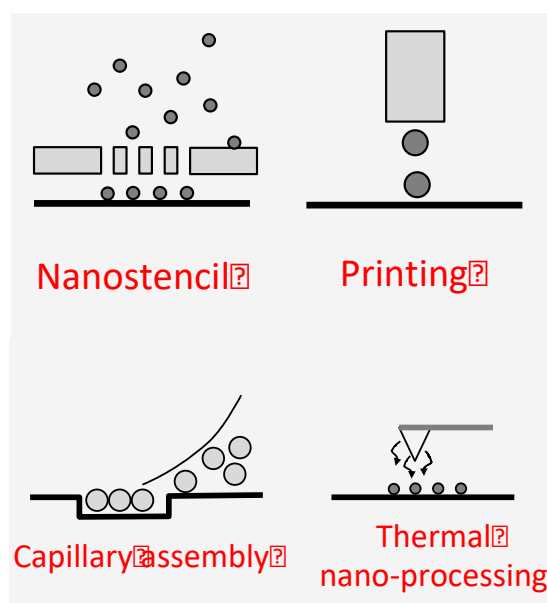 Nanostencil⍰
Printing⍰
Capillary⍰assembly⍰
Thermal⍰
nano-processing